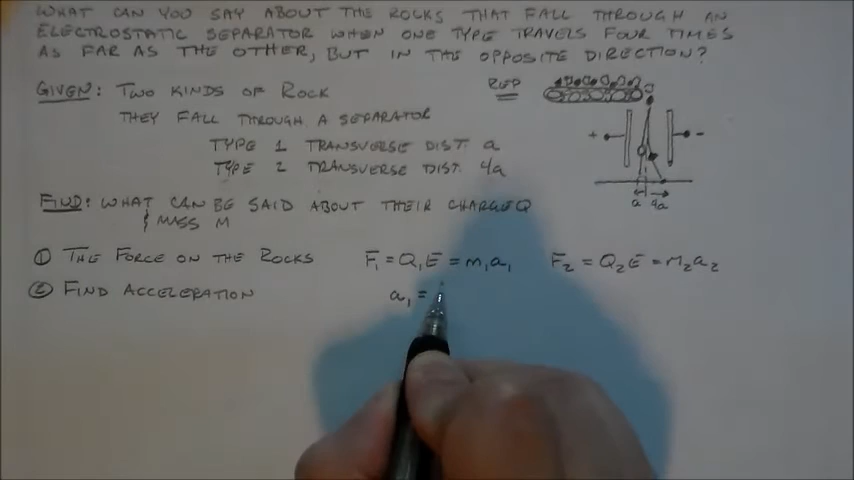 WHAT CAN YOU SAY ABOUT THE ROCKS THAT FALL THROUGH AN
ELECTROSTATIC SEPARATOR WHEN ONE TYPE TRAVELS FOUR TIMES
AS FAR AS THE OTHER, BUT IN THE OPPOSITE DIRECTION?
GIVEN: TWO KINDS OF ROCK
REP
THEY FALL THROUGH A SEPARATOR
+ -
TYPE 1 TRANSVERSE DIST. a
TYPE 2 TRANSVERSE DIST. 4a
a 4a
FIND: WHAT CAN BE SAID ABOUT THEIR CHARGE Q
& MASS M
① THE FORCE ON THE ROCKS F₁ = Q₁E = m₁a₁ F₂ = Q₂E = M₂a₂
② FIND ACCELERATION a₁ =